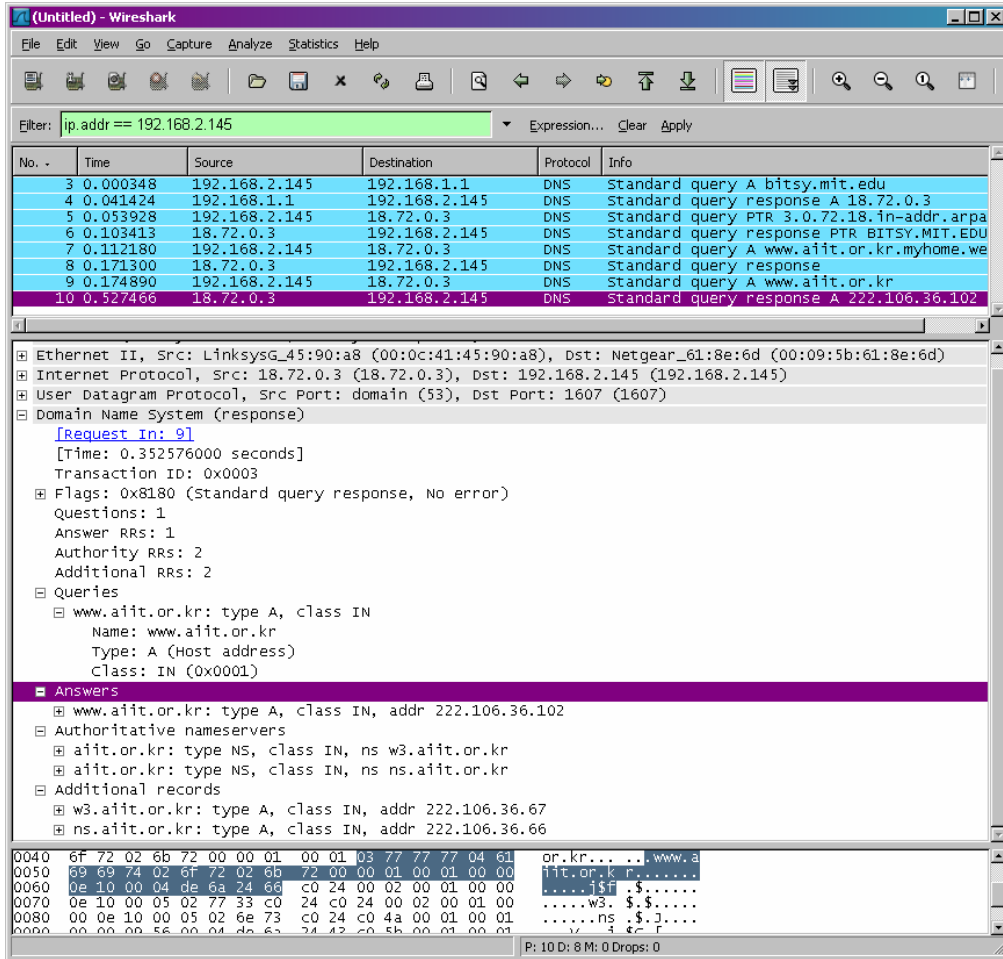 (Untitled) - Wireshark
File Edit View Go Capture Analyze Statistics Help
Filter: ip.addr == 192.168.2.145 Expression... Clear Apply
No. - Time Source Destination Protocol Info
3 0.000348 192.168.2.145 192.168.1.1 DNS Standard query A bitsy.mit.edu
4 0.041424 192.168.1.1 192.168.2.145 DNS Standard query response A 18.72.0.3
5 0.053928 192.168.2.145 18.72.0.3 DNS Standard query PTR 3.0.72.18.in-addr.arpa
6 0.103413 18.72.0.3 192.168.2.145 DNS Standard query response PTR BITSY.MIT.EDU
7 0.112180 192.168.2.145 18.72.0.3 DNS Standard query A www.aiit.or.kr.myhome.we
8 0.171300 18.72.0.3 192.168.2.145 DNS Standard query response
9 0.174890 192.168.2.145 18.72.0.3 DNS Standard query A www.aiit.or.kr
10 0.527466 18.72.0.3 192.168.2.145 DNS Standard query response A 222.106.36.102
Ethernet II, Src: LinksysG_45:90:a8 (00:0c:41:45:90:a8), Dst: Netgear_61:8e:6d (00:09:5b:61:8e:6d)
Internet Protocol, Src: 18.72.0.3 (18.72.0.3), Dst: 192.168.2.145 (192.168.2.145)
User Datagram Protocol, Src Port: domain (53), Dst Port: 1607 (1607)
Domain Name System (response)
[Request In: 9]
[Time: 0.352576000 seconds]
Transaction ID: 0x0003
Flags: 0x8180 (Standard query response, No error)
Questions: 1
Answer RRs: 1
Authority RRs: 2
Additional RRs: 2
Queries
www.aiit.or.kr: type A, class IN
Name: www.aiit.or.kr
Type: A (Host address)
Class: IN (0x0001)
Answers
www.aiit.or.kr: type A, class IN, addr 222.106.36.102
Authoritative nameservers
aiit.or.kr: type NS, class IN, ns w3.aiit.or.kr
aiit.or.kr: type NS, class IN, ns ns.aiit.or.kr
Additional records
w3.aiit.or.kr: type A, class IN, addr 222.106.36.67
ns.aiit.or.kr: type A, class IN, addr 222.106.36.66
0040 6f 72 02 6b 72 00 00 01 00 01 03 77 77 77 04 61 or.kr... ...www.a
0050 69 69 74 02 6f 72 02 6b 72 00 00 01 00 01 00 00 iit.or.k r.......
0060 0e 10 00 04 de 6a 24 66 c0 24 00 02 00 01 00 00 .....j$f .$......
0070 0e 10 00 05 02 77 33 c0 24 c0 24 00 02 00 01 00 .....w3. $.$.....
0080 00 0e 10 00 05 02 6e 73 c0 24 c0 4a 00 01 00 01 ......ns .$.J....
P: 10 D: 8 M: 0 Drops: 0